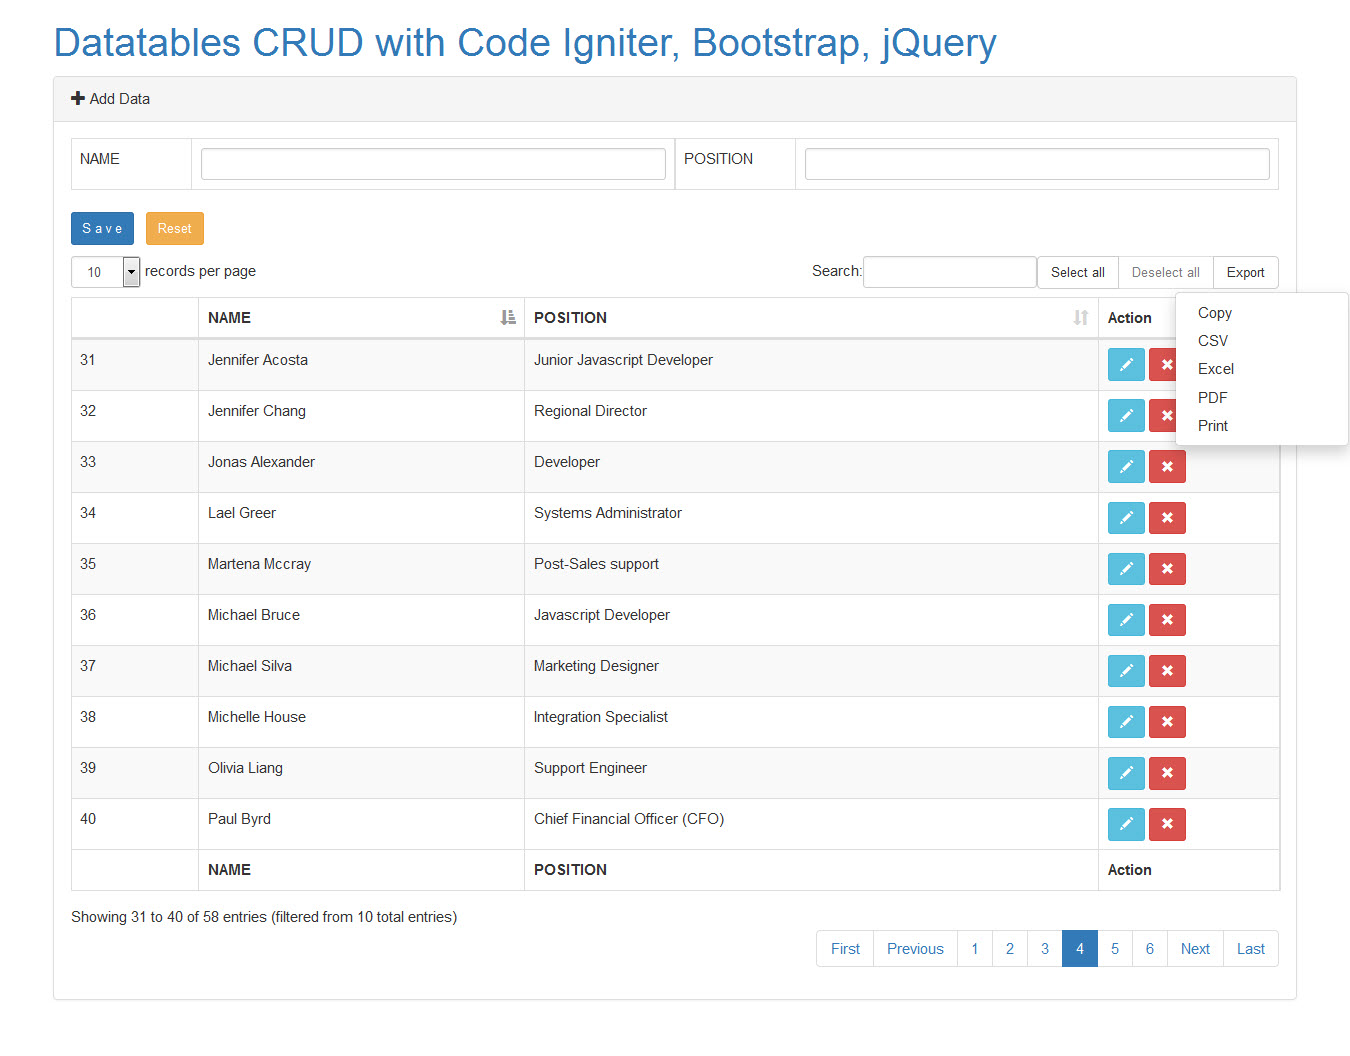 Datatables CRUD with Code Igniter, Bootstrap, jQuery
Add Data
NAME POSITION
Save Reset
10 records per page Search: Select all Deselect all Export
Copy
CSV
Excel
PDF
Print
NAME POSITION Action
31 Jennifer Acosta Junior Javascript Developer
32 Jennifer Chang Regional Director
33 Jonas Alexander Developer
34 Lael Greer Systems Administrator
35 Martena Mccray Post-Sales support
36 Michael Bruce Javascript Developer
37 Michael Silva Marketing Designer
38 Michelle House Integration Specialist
39 Olivia Liang Support Engineer
40 Paul Byrd Chief Financial Officer (CFO)
NAME POSITION Action
Showing 31 to 40 of 58 entries (filtered from 10 total entries)
First Previous 1 2 3 4 5 6 Next Last